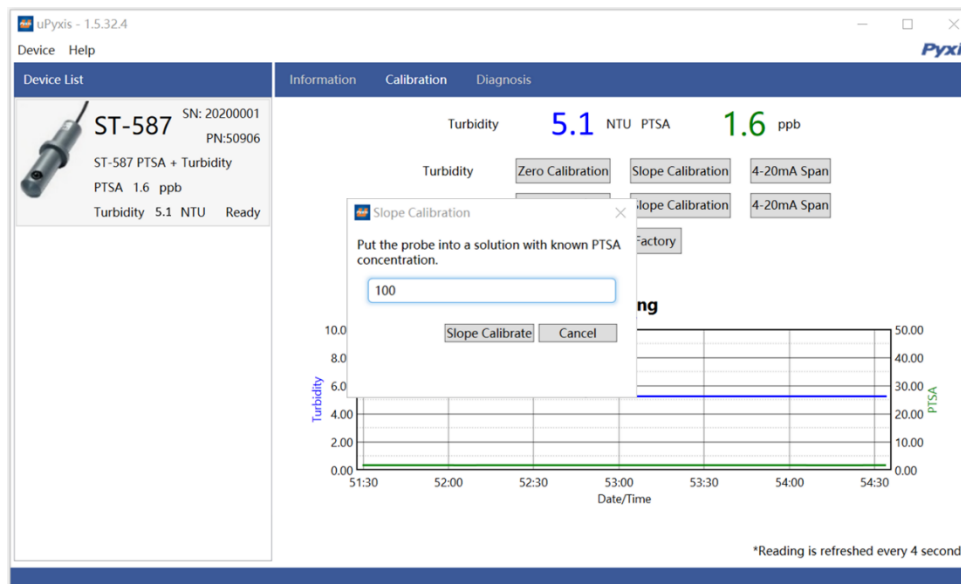 uPyxis - 1.5.32.4
Device Help
Device List
Information Calibration Diagnosis
ST-587
SN: 20200001
PN:50906
ST-587 PTSA + Turbidity
PTSA 1.6 ppb
Turbidity 5.1 NTU Ready
Turbidity 5.1 NTU PTSA 1.6 ppb
Turbidity Zero Calibration Slope Calibration 4-20mA Span
Slope Calibration 4-20mA Span
Factory
Slope Calibration
Put the probe into a solution with known PTSA
concentration.
100
Slope Calibrate Cancel
ng
10.0
8.0
6.0
4.00
2.00
0.00
Turbidity
50.00
40.00
30.00
20.00
10.00
0.00
PTSA
51:30 52:00 52:30 53:00 53:30 54:00 54:30
Date/Time
*Reading is refreshed every 4 second